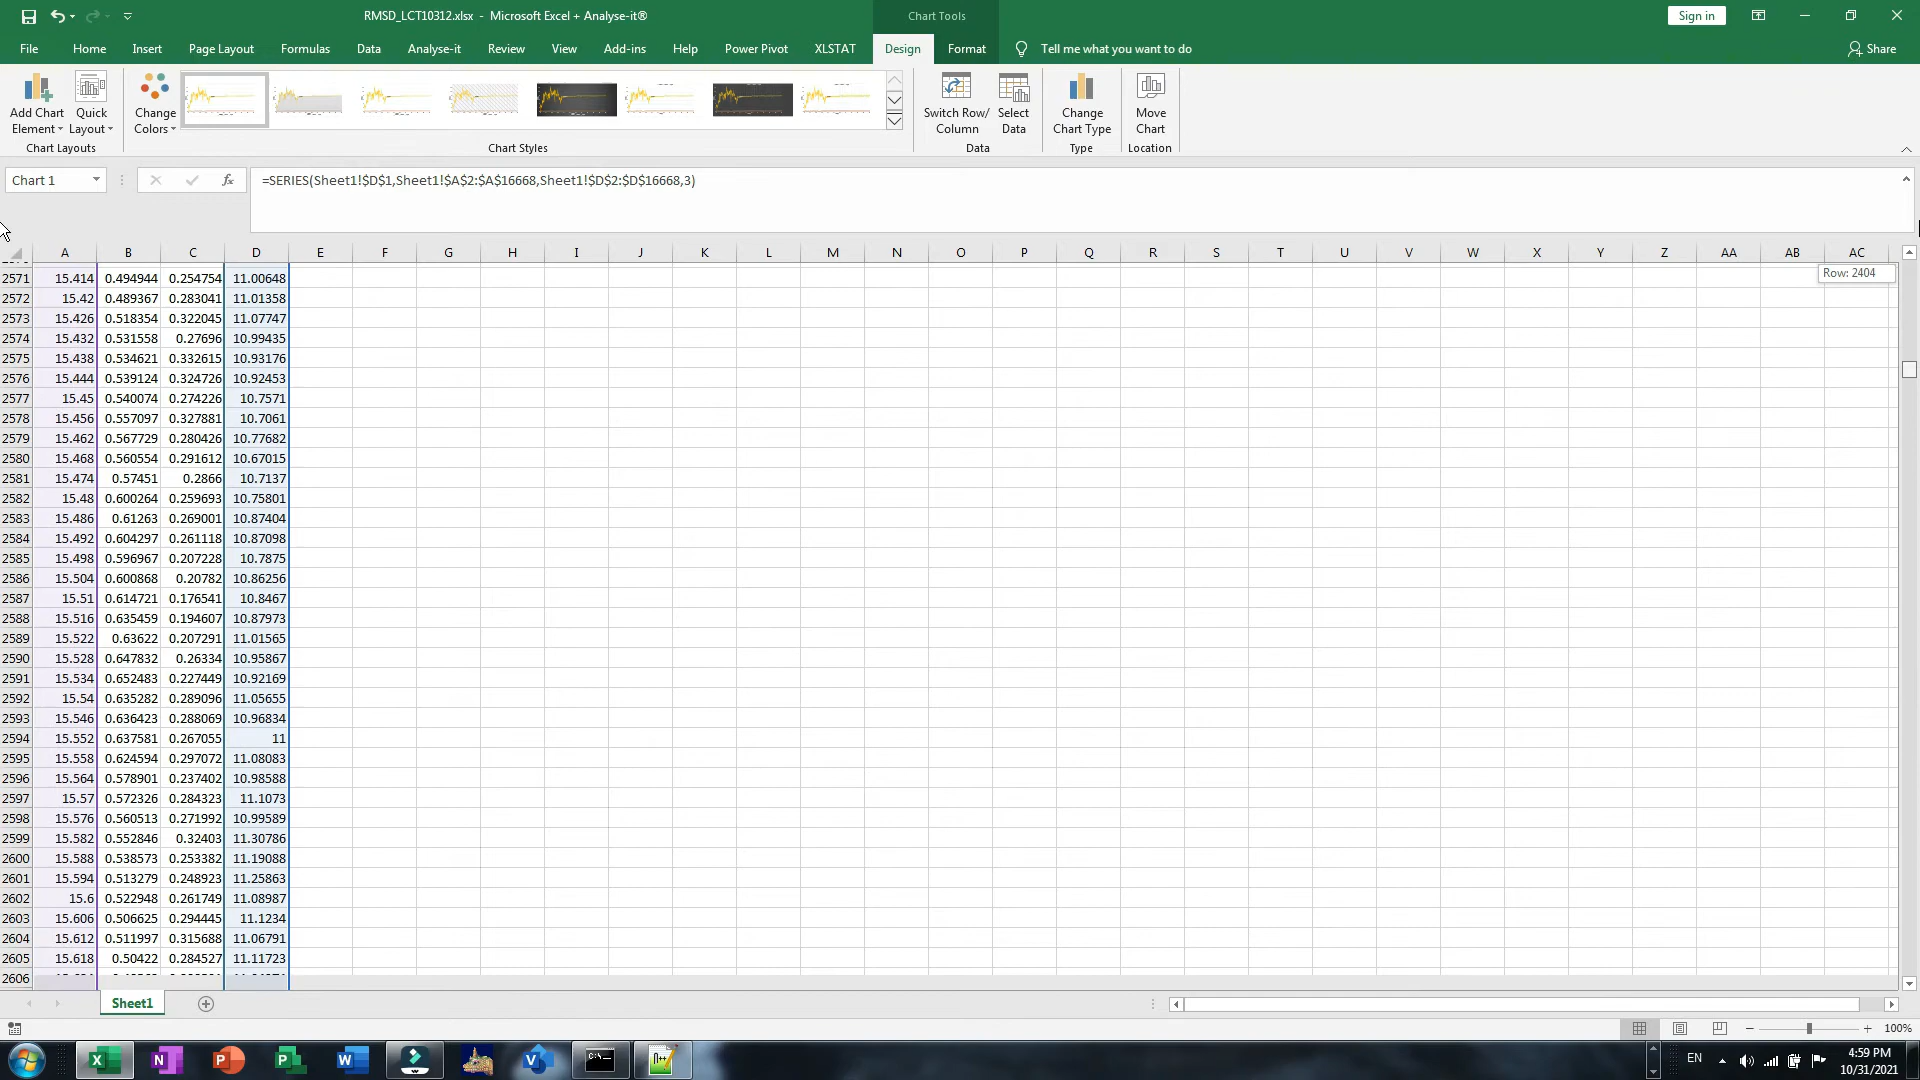 RMSD_LCT10312.xlsx - Microsoft Excel + Analyse-it®
Chart Tools
Sign in
File Home Insert Page Layout Formulas Data Analyse-it Review View Add-ins Help Power Pivot XLSTAT Design Format Tell me what you want to do Share
Add Chart Element
Quick Layout
Change Colors
Switch Row/ Column
Select Data
Change Chart Type
Move Chart
Chart Layouts Chart Styles Data Type Location
Chart 1 fx =SERIES(Sheet1!$D$1,Sheet1!$A$2:$A$16668,Sheet1!$D$2:$D$16668,3)
A B C D E F G H I J K L M N O P Q R S T U V W X Y Z AA AB AC
Row: 2404
2571 15.414 0.494944 0.254754 11.00648
2572 15.42 0.489367 0.283041 11.01358
2573 15.426 0.518354 0.322045 11.07747
2574 15.432 0.531558 0.27696 10.99435
2575 15.438 0.534621 0.332615 10.93176
2576 15.444 0.539124 0.324726 10.92453
2577 15.45 0.540074 0.274226 10.7571
2578 15.456 0.557097 0.327881 10.7061
2579 15.462 0.567729 0.280426 10.77682
2580 15.468 0.560554 0.291612 10.67015
2581 15.474 0.57451 0.2866 10.7137
2582 15.48 0.600264 0.259693 10.75801
2583 15.486 0.61263 0.269001 10.87404
2584 15.492 0.604297 0.261118 10.87098
2585 15.498 0.596967 0.207228 10.7875
2586 15.504 0.600868 0.20782 10.86256
2587 15.51 0.614721 0.176541 10.8467
2588 15.516 0.635459 0.194607 10.87973
2589 15.522 0.63622 0.207291 11.01565
2590 15.528 0.647832 0.26334 10.95867
2591 15.534 0.652483 0.227449 10.92169
2592 15.54 0.635282 0.289096 11.05655
2593 15.546 0.636423 0.288069 10.96834
2594 15.552 0.637581 0.267055 11
2595 15.558 0.624594 0.297072 11.08083
2596 15.564 0.578901 0.237402 10.98588
2597 15.57 0.572326 0.284323 11.1073
2598 15.576 0.560513 0.271992 10.99589
2599 15.582 0.552846 0.32403 11.30786
2600 15.588 0.538573 0.253382 11.19088
2601 15.594 0.513279 0.248923 11.25863
2602 15.6 0.522948 0.261749 11.08987
2603 15.606 0.506625 0.294445 11.1234
2604 15.612 0.511997 0.315688 11.06791
2605 15.618 0.50422 0.284527 11.11723
2606
Sheet1
100%
EN
4:59 PM
10/31/2021